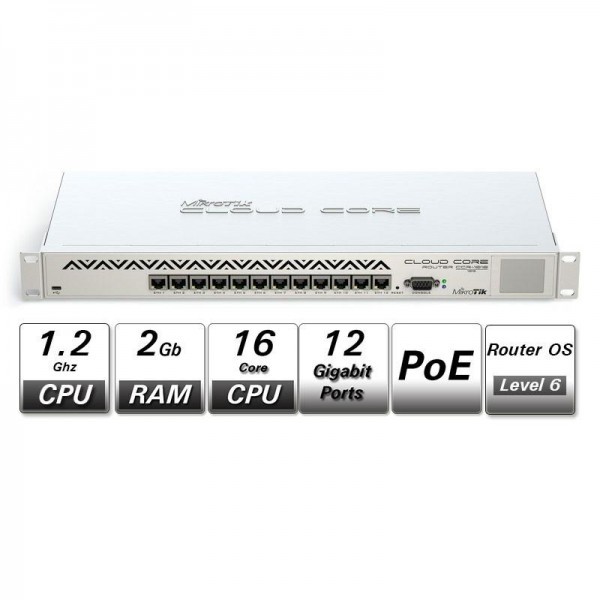 MikroTik
CLOUD CORE
CLOUD CORE
ROUTER
MikroTik
1.2
Ghz
CPU
2Gb
RAM
16
Core
CPU
12
Gigabit
Ports
PoE
Router OS
Level 6